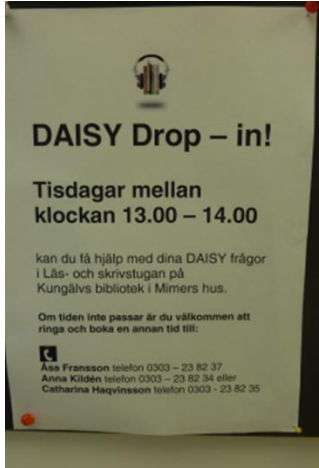 DAISY Drop – in!
Tisdagar mellan
klockan 13.00 – 14.00
kan du få hjälp med dina DAISY frågor
i Läs- och skrivstugan på
Kungälvs bibliotek i Mimers hus.
Om tiden inte passar är du välkommen att
ringa och boka en annan tid till:
Åsa Fransson telefon 0303 – 23 82 37
Anna Kildén telefon 0303 – 23 82 34 eller
Catharina Haqvinsson telefon 0303 - 23 82 35